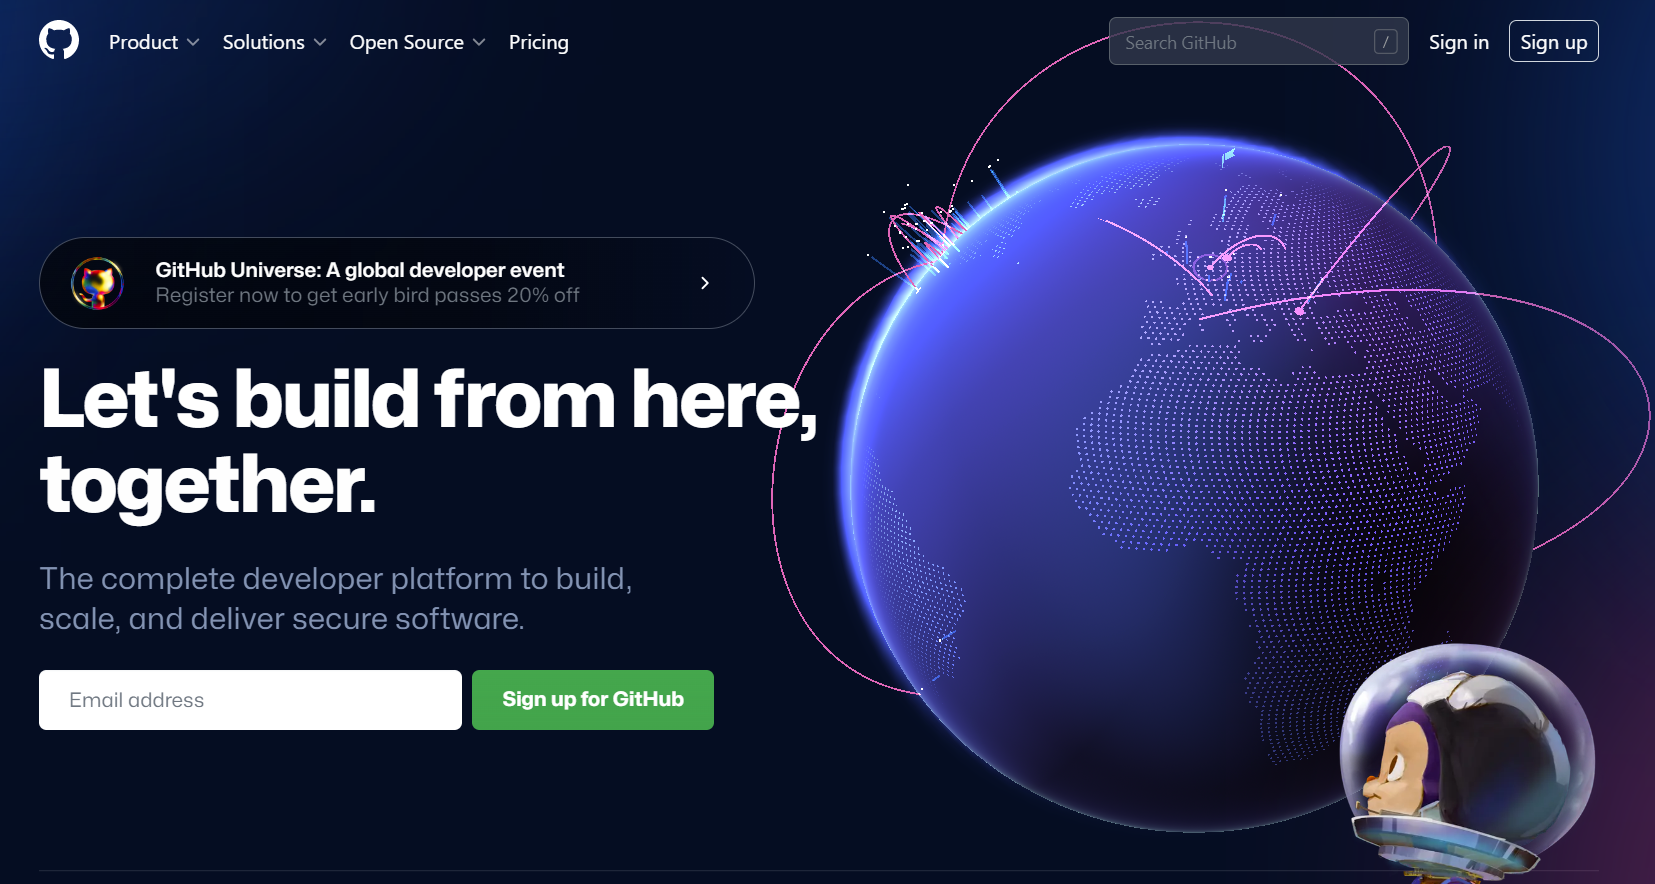 Product Solutions Open Source Pricing Search GitHub / Sign in Sign up
GitHub Universe: A global developer event
Register now to get early bird passes 20% off
Let's build from here,
together.
The complete developer platform to build,
scale, and deliver secure software.
Email address Sign up for GitHub